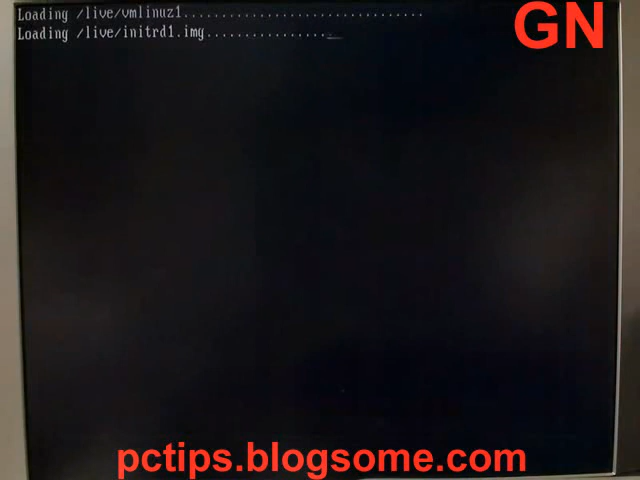 Loading /live/vmlinuz1..................................
Loading /live/initrd1.img.................
GN
pctips.blogsome.com